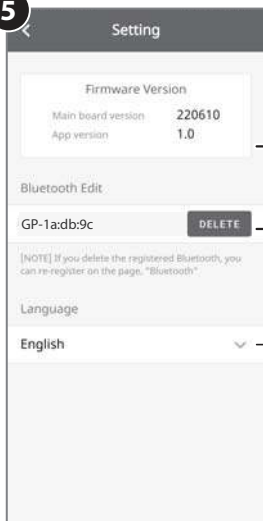 5
Setting
Firmware Version
Main board version 220610
App version 1.0
Bluetooth Edit
GP-1a:db:9c DELETE
[NOTE] If you delete the registered Bluetooth, you
can re-register on the page, "Bluetooth"
Language
English